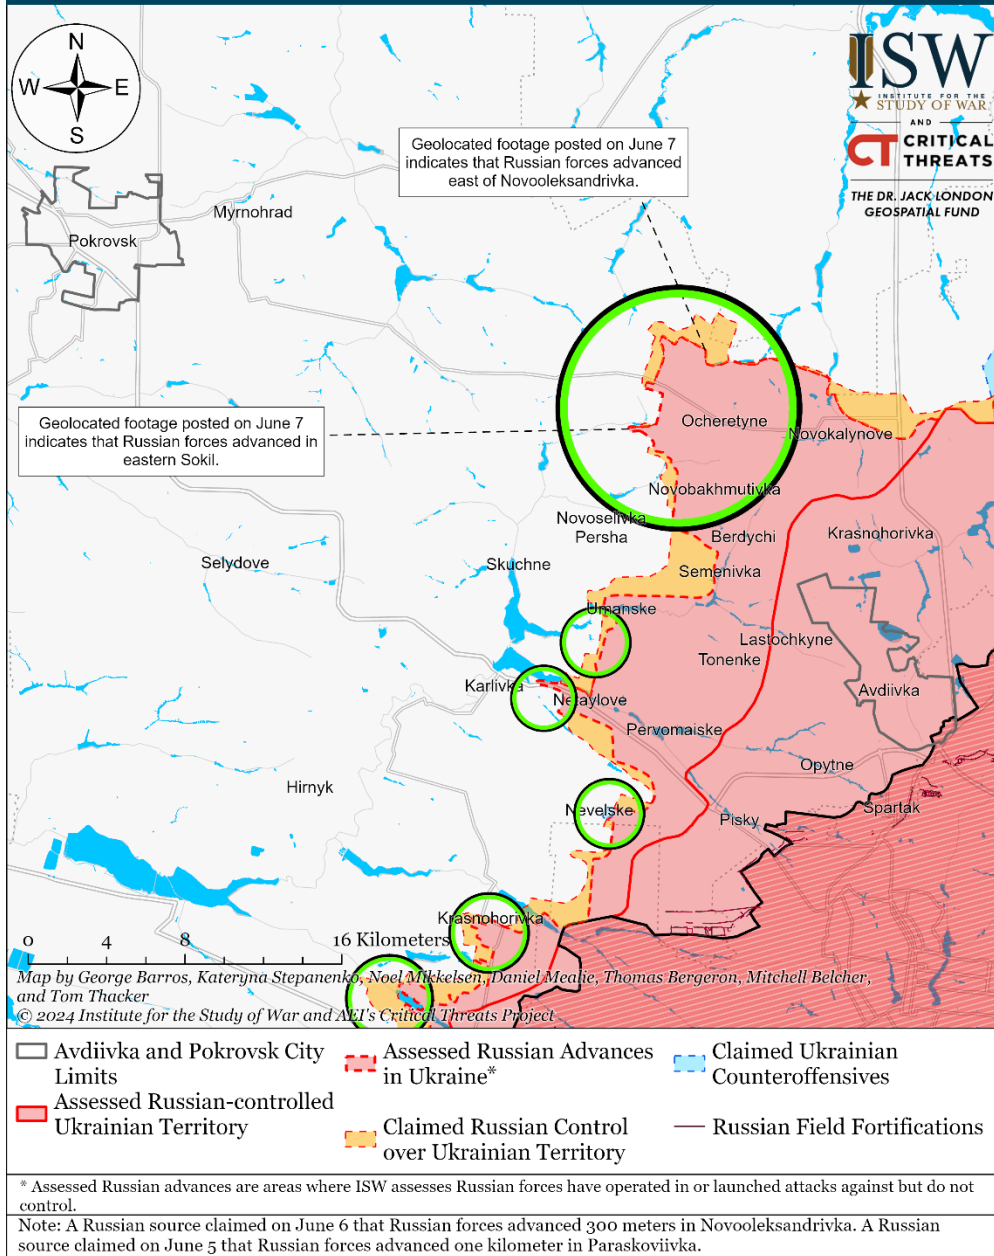 N
W E
S
ISW
INSTITUTE FOR THE
STUDY OF WAR
AND
CT CRITICAL
THREATS
THE DR. JACK LONDON
GEOSPATIAL FUND
Geolocated footage posted on June 7
indicates that Russian forces advanced
east of Novooleksandrivka.
Myrnohrad
Pokrovsk
Geolocated footage posted on June 7
indicates that Russian forces advanced in
eastern Sokil.
Ocheretyne
Novokalynove
Novobakhmutivka
Novoselivka
Persha
Berdychi
Krasnohorivka
Selydove
Skuchne
Semenivka
Umanske
Lastochkyne
Tonenke
Karlivka
Netaylove
Avdiivka
Pervomaiske
Opytne
Hirnyk
Nevelske
Pisky
Spartak
Krasnohorivka
0 4 8 16 Kilometers
Map by George Barros, Kateryna Stepanenko, Noel Mikkelsen, Daniel Mealie, Thomas Bergeron, Mitchell Belcher,
and Tom Thacker
© 2024 Institute for the Study of War and AEI's Critical Threats Project
Avdiivka and Pokrovsk City
Limits
Assessed Russian-controlled
Ukrainian Territory
Assessed Russian Advances
in Ukraine*
Claimed Russian Control
over Ukrainian Territory
Claimed Ukrainian
Counteroffensives
Russian Field Fortifications
* Assessed Russian advances are areas where ISW assesses Russian forces have operated in or launched attacks against but do not
control.
Note: A Russian source claimed on June 6 that Russian forces advanced 300 meters in Novooleksandrivka. A Russian
source claimed on June 5 that Russian forces advanced one kilometer in Paraskoviivka.